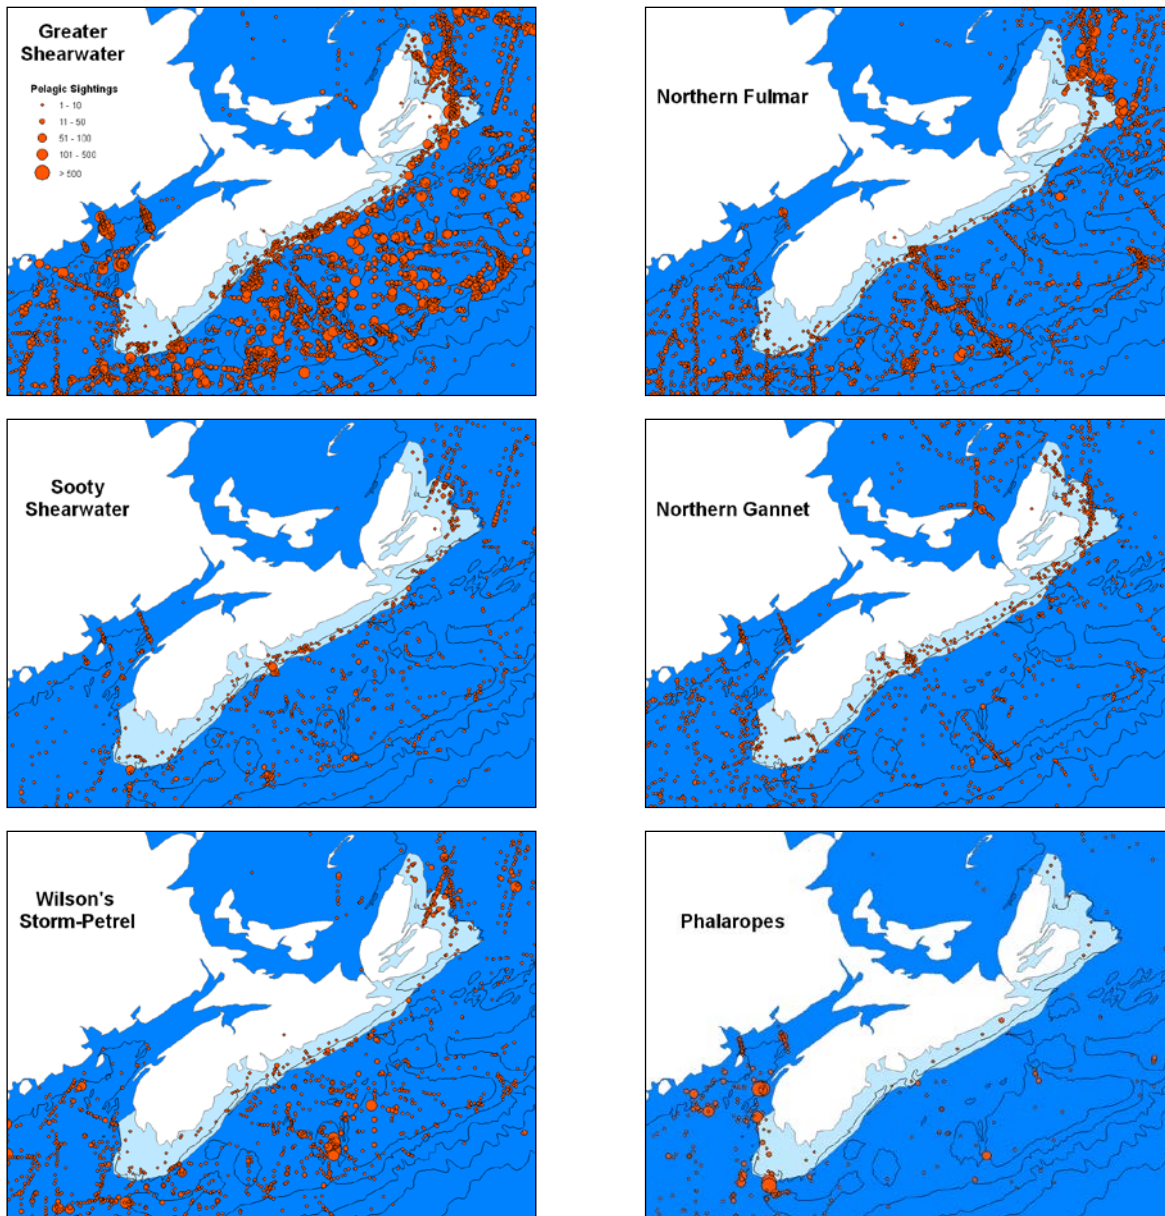 Greater
Shearwater
Pelagic Sightings
1 - 10
11 - 50
51 - 100
101 - 500
> 500
Northern Fulmar
Sooty
Shearwater
Northern Gannet
Wilson's
Storm-Petrel
Phalaropes